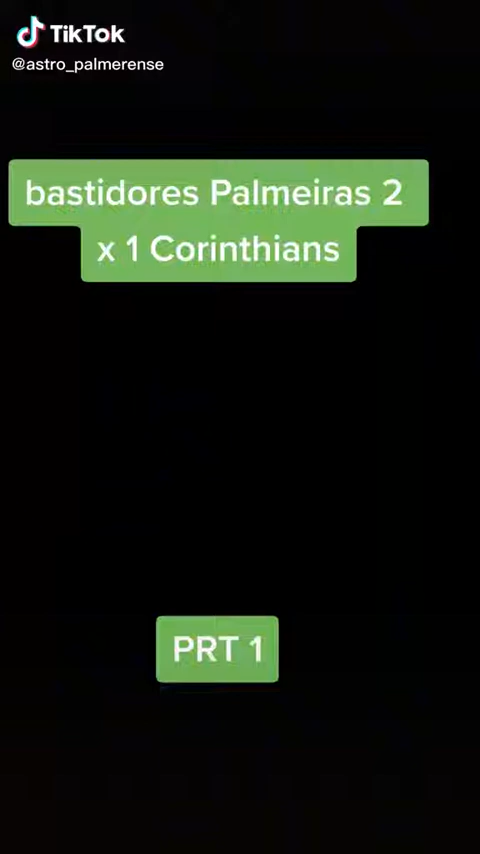 TikTok
@astro_palmerense
bastidores Palmeiras 2
x 1 Corinthians
PRT 1